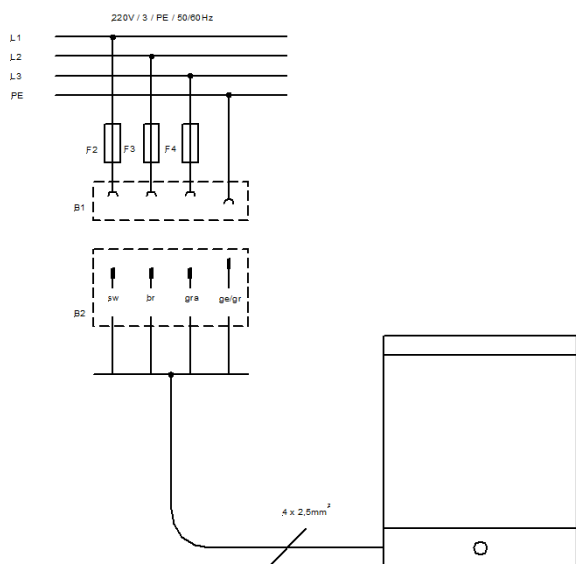 220V / 3 / PE / 50/60Hz
L1
L2
L3
PE
F2 F3 F4
B1
sw br gra ge/gr
B2
4 x 2,5mm²